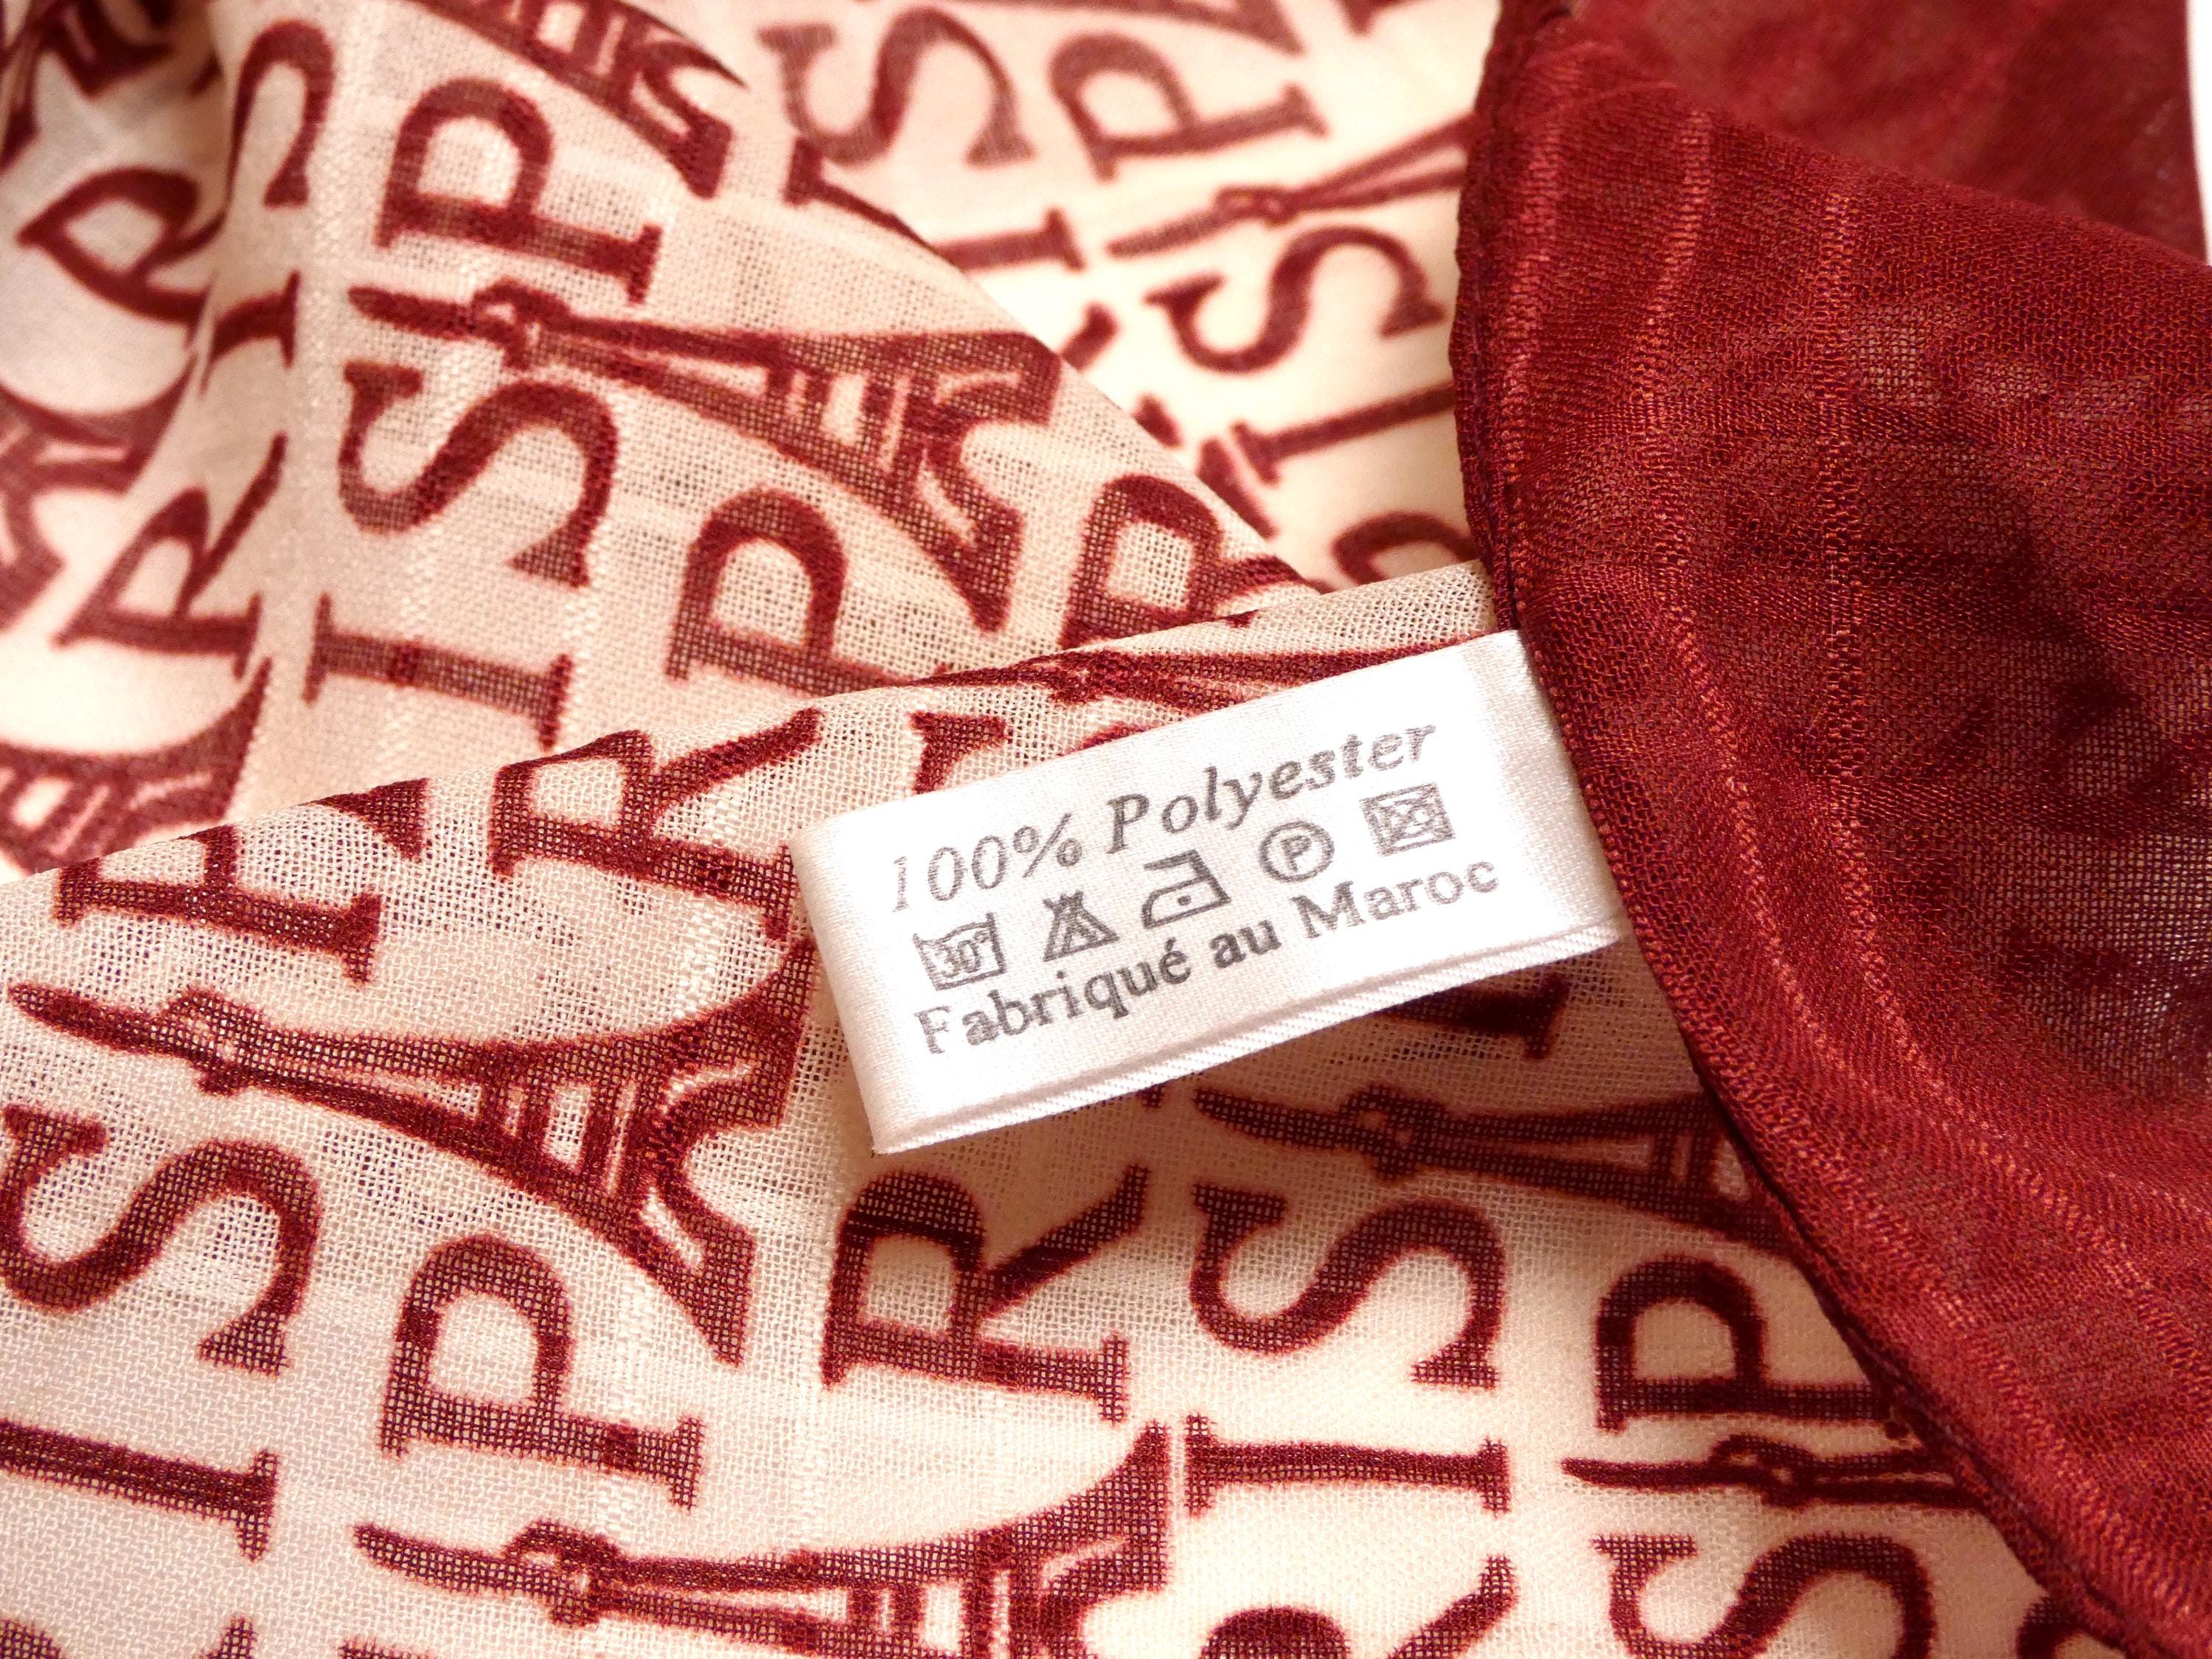 100% Polyester
30° P
Fabriqué au Maroc
P R I S
P R I S
P R I S